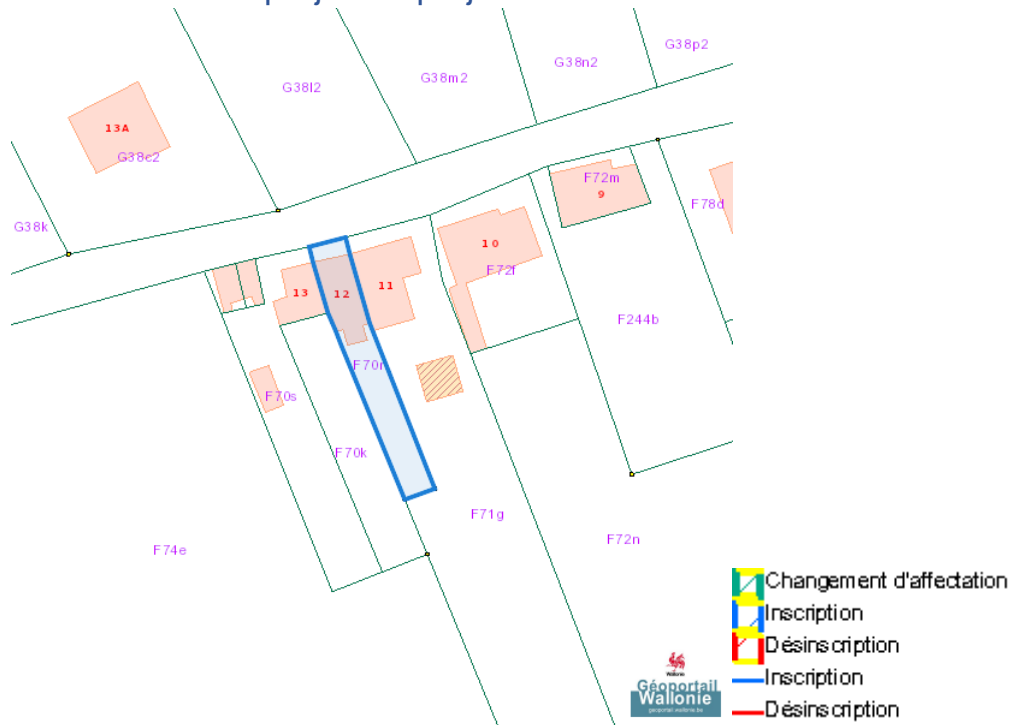 G38p2
G38n2
G38m2
G38l2
13A
G38c2
F72m
9
F78d
G38k
10
F72f
11
13
12
F244b
F70r
F70s
F70k
F71g
F72n
F74e
Changement d'affectation
Inscription
Désinscription
Inscription
Désinscription
Wallonie
Géoportail
Wallonie
geoportail.wallonie.be